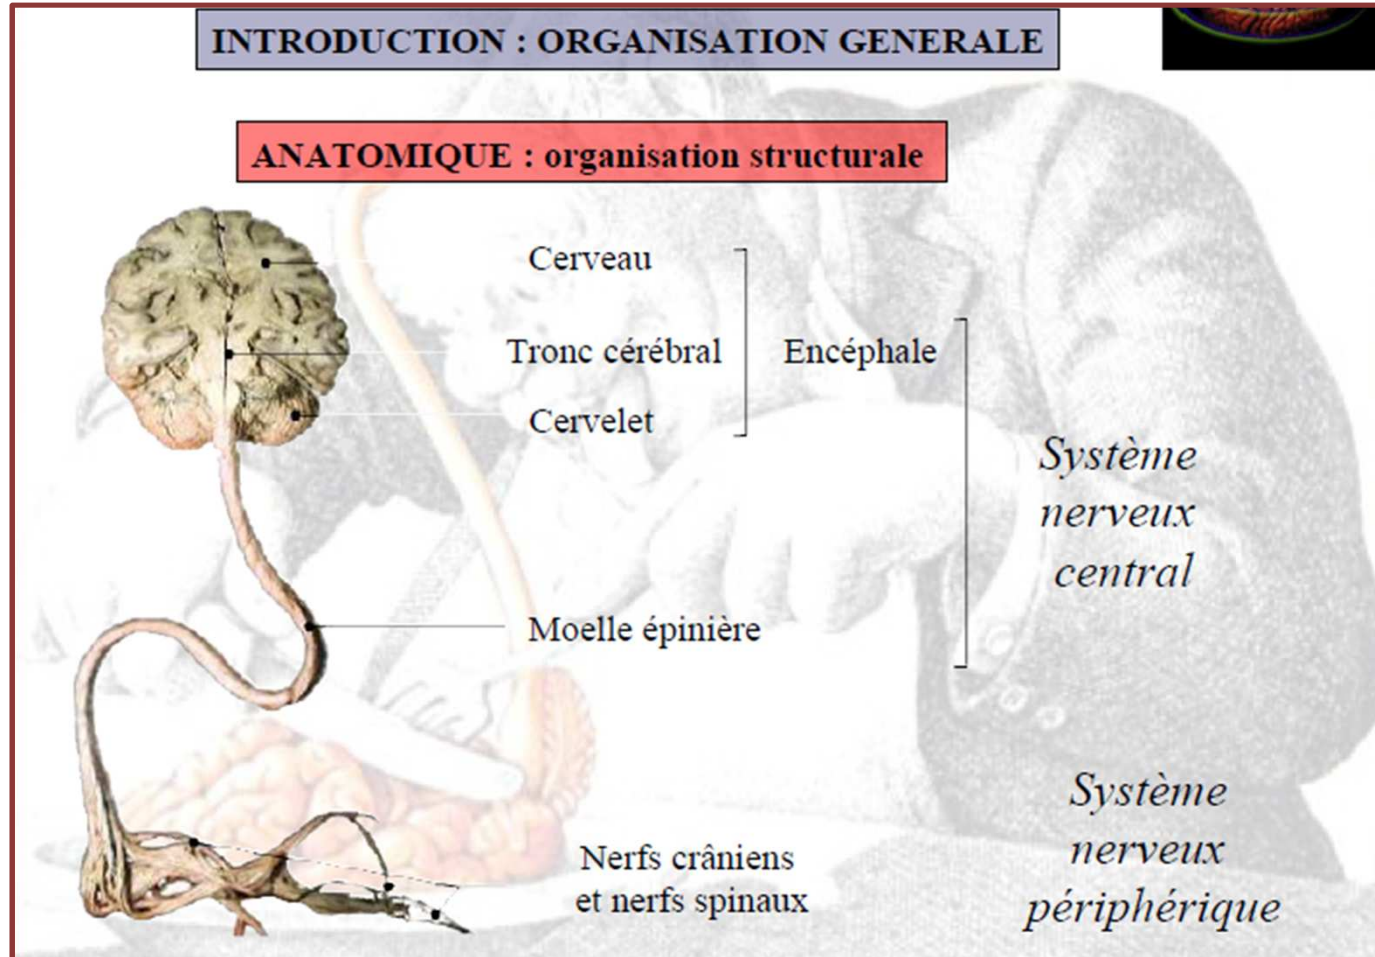 INTRODUCTION : ORGANISATION GENERALE
ANATOMIQUE : organisation structurale
Cerveau
Tronc cérébral
Encéphale
Cervelet
Système
nerveux
central
Moelle épinière
Nerfs crâniens
et nerfs spinaux
Système
nerveux
périphérique